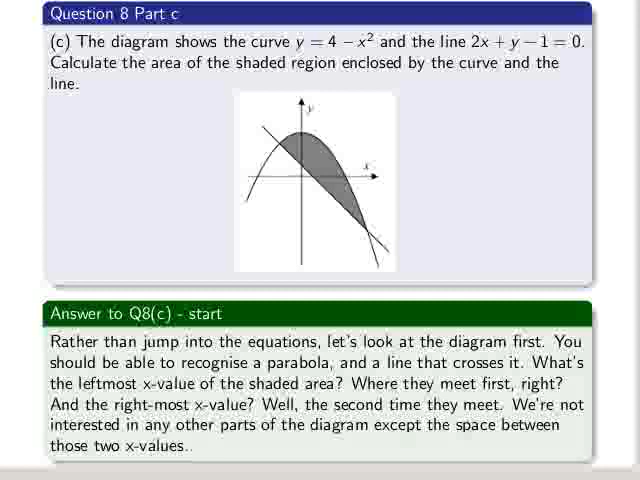 Question 8 Part c
(c) The diagram shows the curve y = 4 − x² and the line 2x + y − 1 = 0.
Calculate the area of the shaded region enclosed by the curve and the
line.
y
x
Answer to Q8(c) - start
Rather than jump into the equations, let's look at the diagram first. You
should be able to recognise a parabola, and a line that crosses it. What's
the leftmost x-value of the shaded area? Where they meet first, right?
And the right-most x-value? Well, the second time they meet. We're not
interested in any other parts of the diagram except the space between
those two x-values..